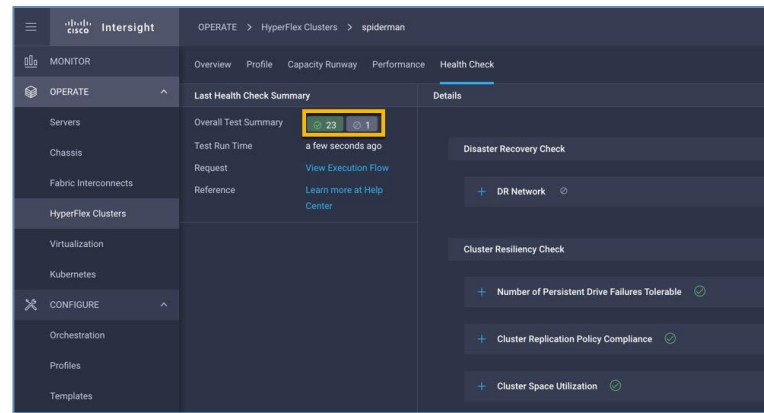 cisco Intersight
OPERATE > HyperFlex Clusters > spiderman
MONITOR
OPERATE
Servers
Chassis
Fabric Interconnects
HyperFlex Clusters
Virtualization
Kubernetes
CONFIGURE
Orchestration
Profiles
Templates
Overview Profile Capacity Runway Performance Health Check
Last Health Check Summary
Overall Test Summary 23 1
Test Run Time a few seconds ago
Request View Execution Flow
Reference Learn more at Help
Center
Details
Disaster Recovery Check
+ DR Network
Cluster Resiliency Check
+ Number of Persistent Drive Failures Tolerable
+ Cluster Replication Policy Compliance
+ Cluster Space Utilization